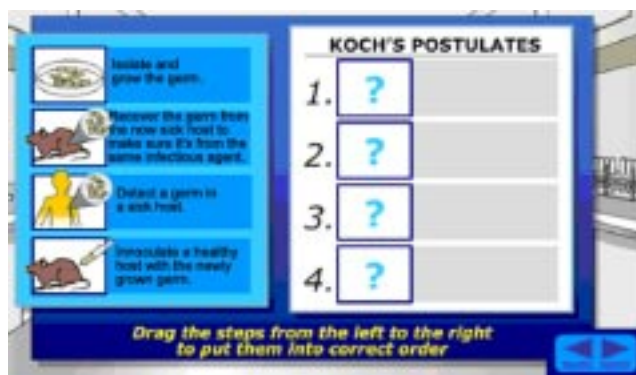 Isolate and
grow the germ.
Recover the germ from
the now sick host to
make sure it's from the
same infectious agent.
Detect a germ in
a sick host.
Innoculate a healthy
host with the newly
grown germ.
KOCH'S POSTULATES
1. ?
2. ?
3. ?
4. ?
Drag the steps from the left to the right
to put them into correct order